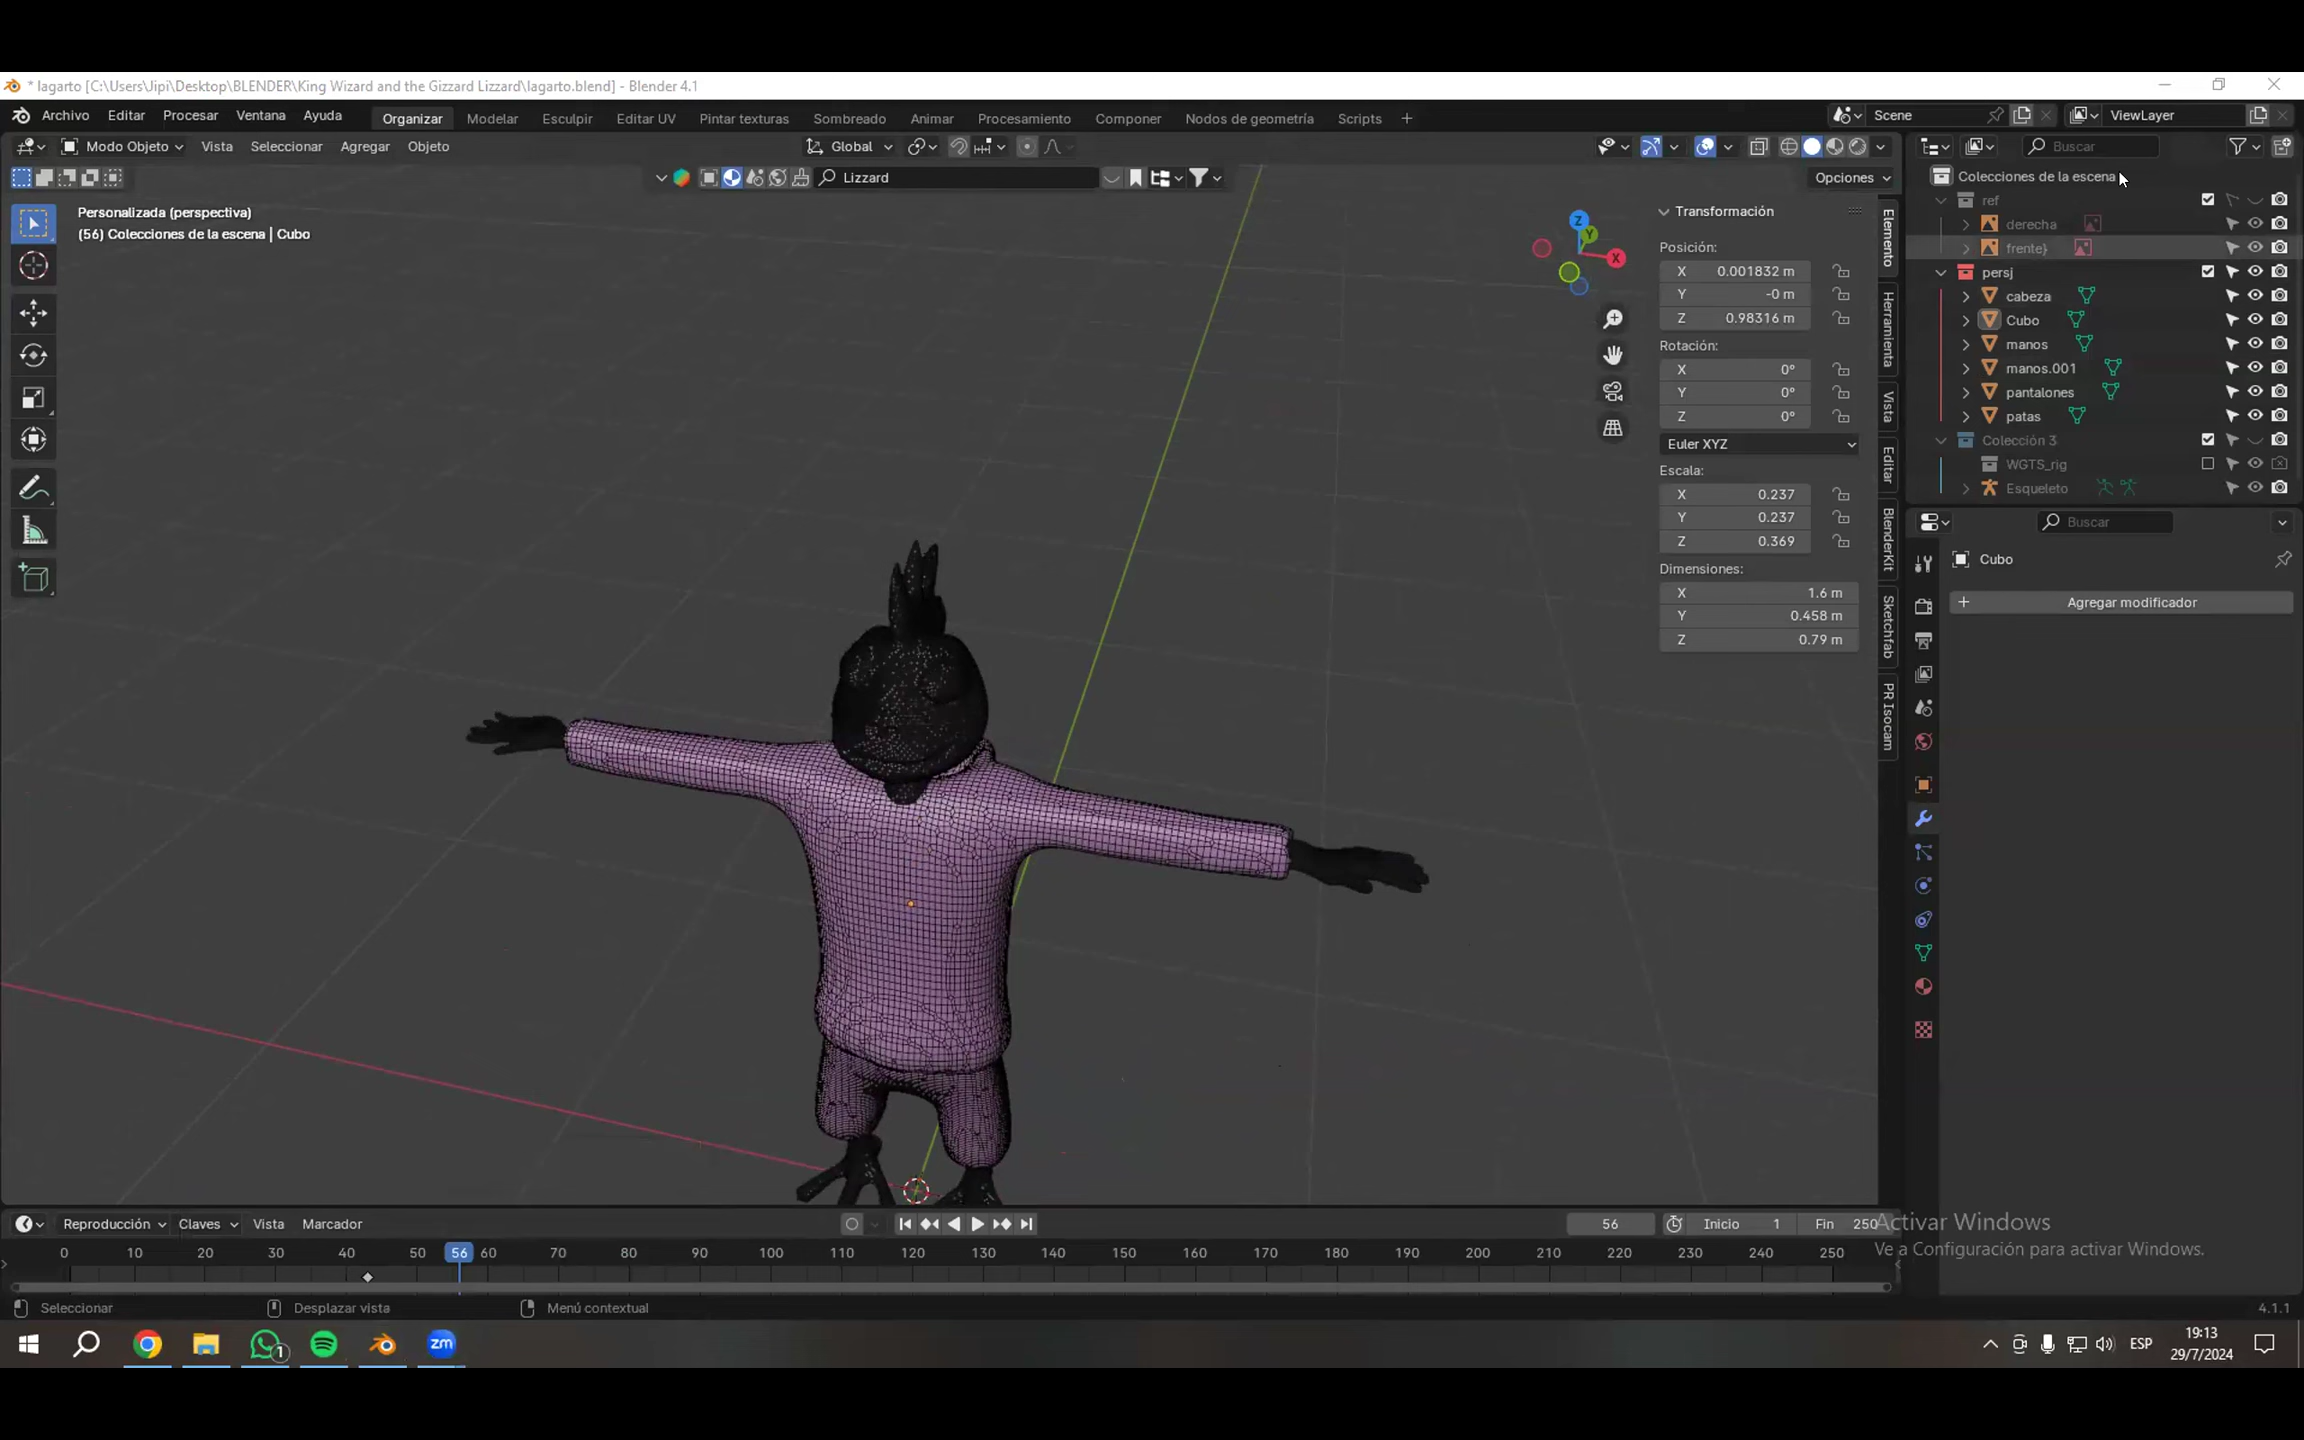 * lagarto [C:\Users\Jipi\Desktop\BLENDER\King Wizard and the Gizzard Lizzard\lagarto.blend] - Blender 4.1
Archivo Editar Procesar Ventana Ayuda Organizar Modelar Esculpir Editar UV Pintar texturas Sombreado Animar Procesamiento Componer Nodos de geometría Scripts + Scene ViewLayer
Modo Objeto Vista Seleccionar Agregar Objeto Global Buscar
Lizzard Opciones
Colecciones de la escena
ref
derecha
frente}
persj
cabeza
Cubo
manos
manos.001
pantalones
patas
Colección 3
WGTS_rig
Esqueleto
Personalizada (perspectiva)
(56) Colecciones de la escena | Cubo
Z
Y
X
Transformación
Posición:
X 0.001832 m
Y -0 m
Z 0.98316 m
Rotación:
X 0°
Y 0°
Z 0°
Euler XYZ
Escala:
X 0.237
Y 0.237
Z 0.369
Dimensiones:
X 1.6 m
Y 0.458 m
Z 0.79 m
Elemento
Herramienta
Vista
Editar
BlenderKit
Sketchfab
PR Isocam
Buscar
Cubo
+ Agregar modificador
Reproducción Claves Vista Marcador 56 Inicio 1 Fin 250
0 10 20 30 40 50 56 60 70 80 90 100 110 120 130 140 150 160 170 180 190 200 210 220 230 240 250
Activar Windows
Ve a Configuración para activar Windows.
Seleccionar Desplazar vista Menú contextual 4.1.1
1 zm ESP 19:13
29/7/2024